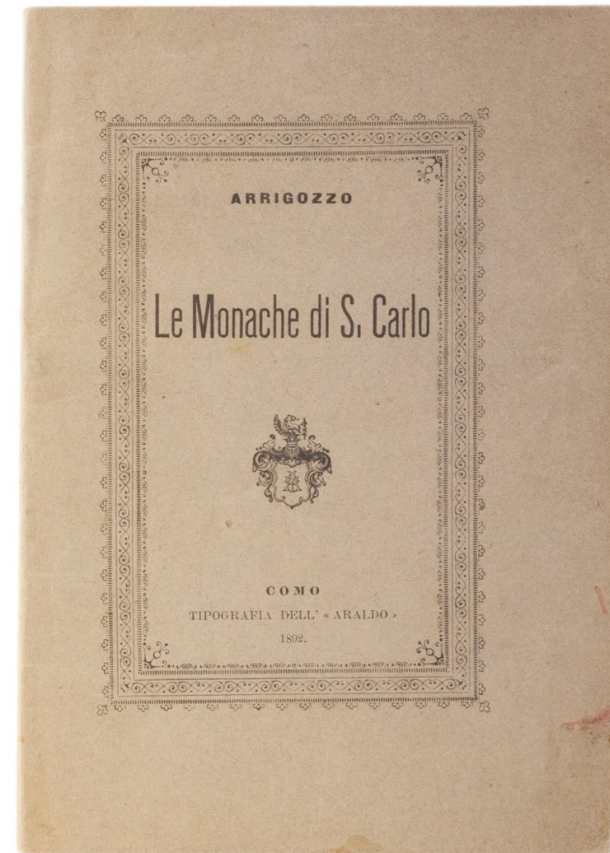 ARRIGOZZO
Le Monache di S. Carlo
COMO
TIPOGRAFIA DELL' « ARALDO »
1892.